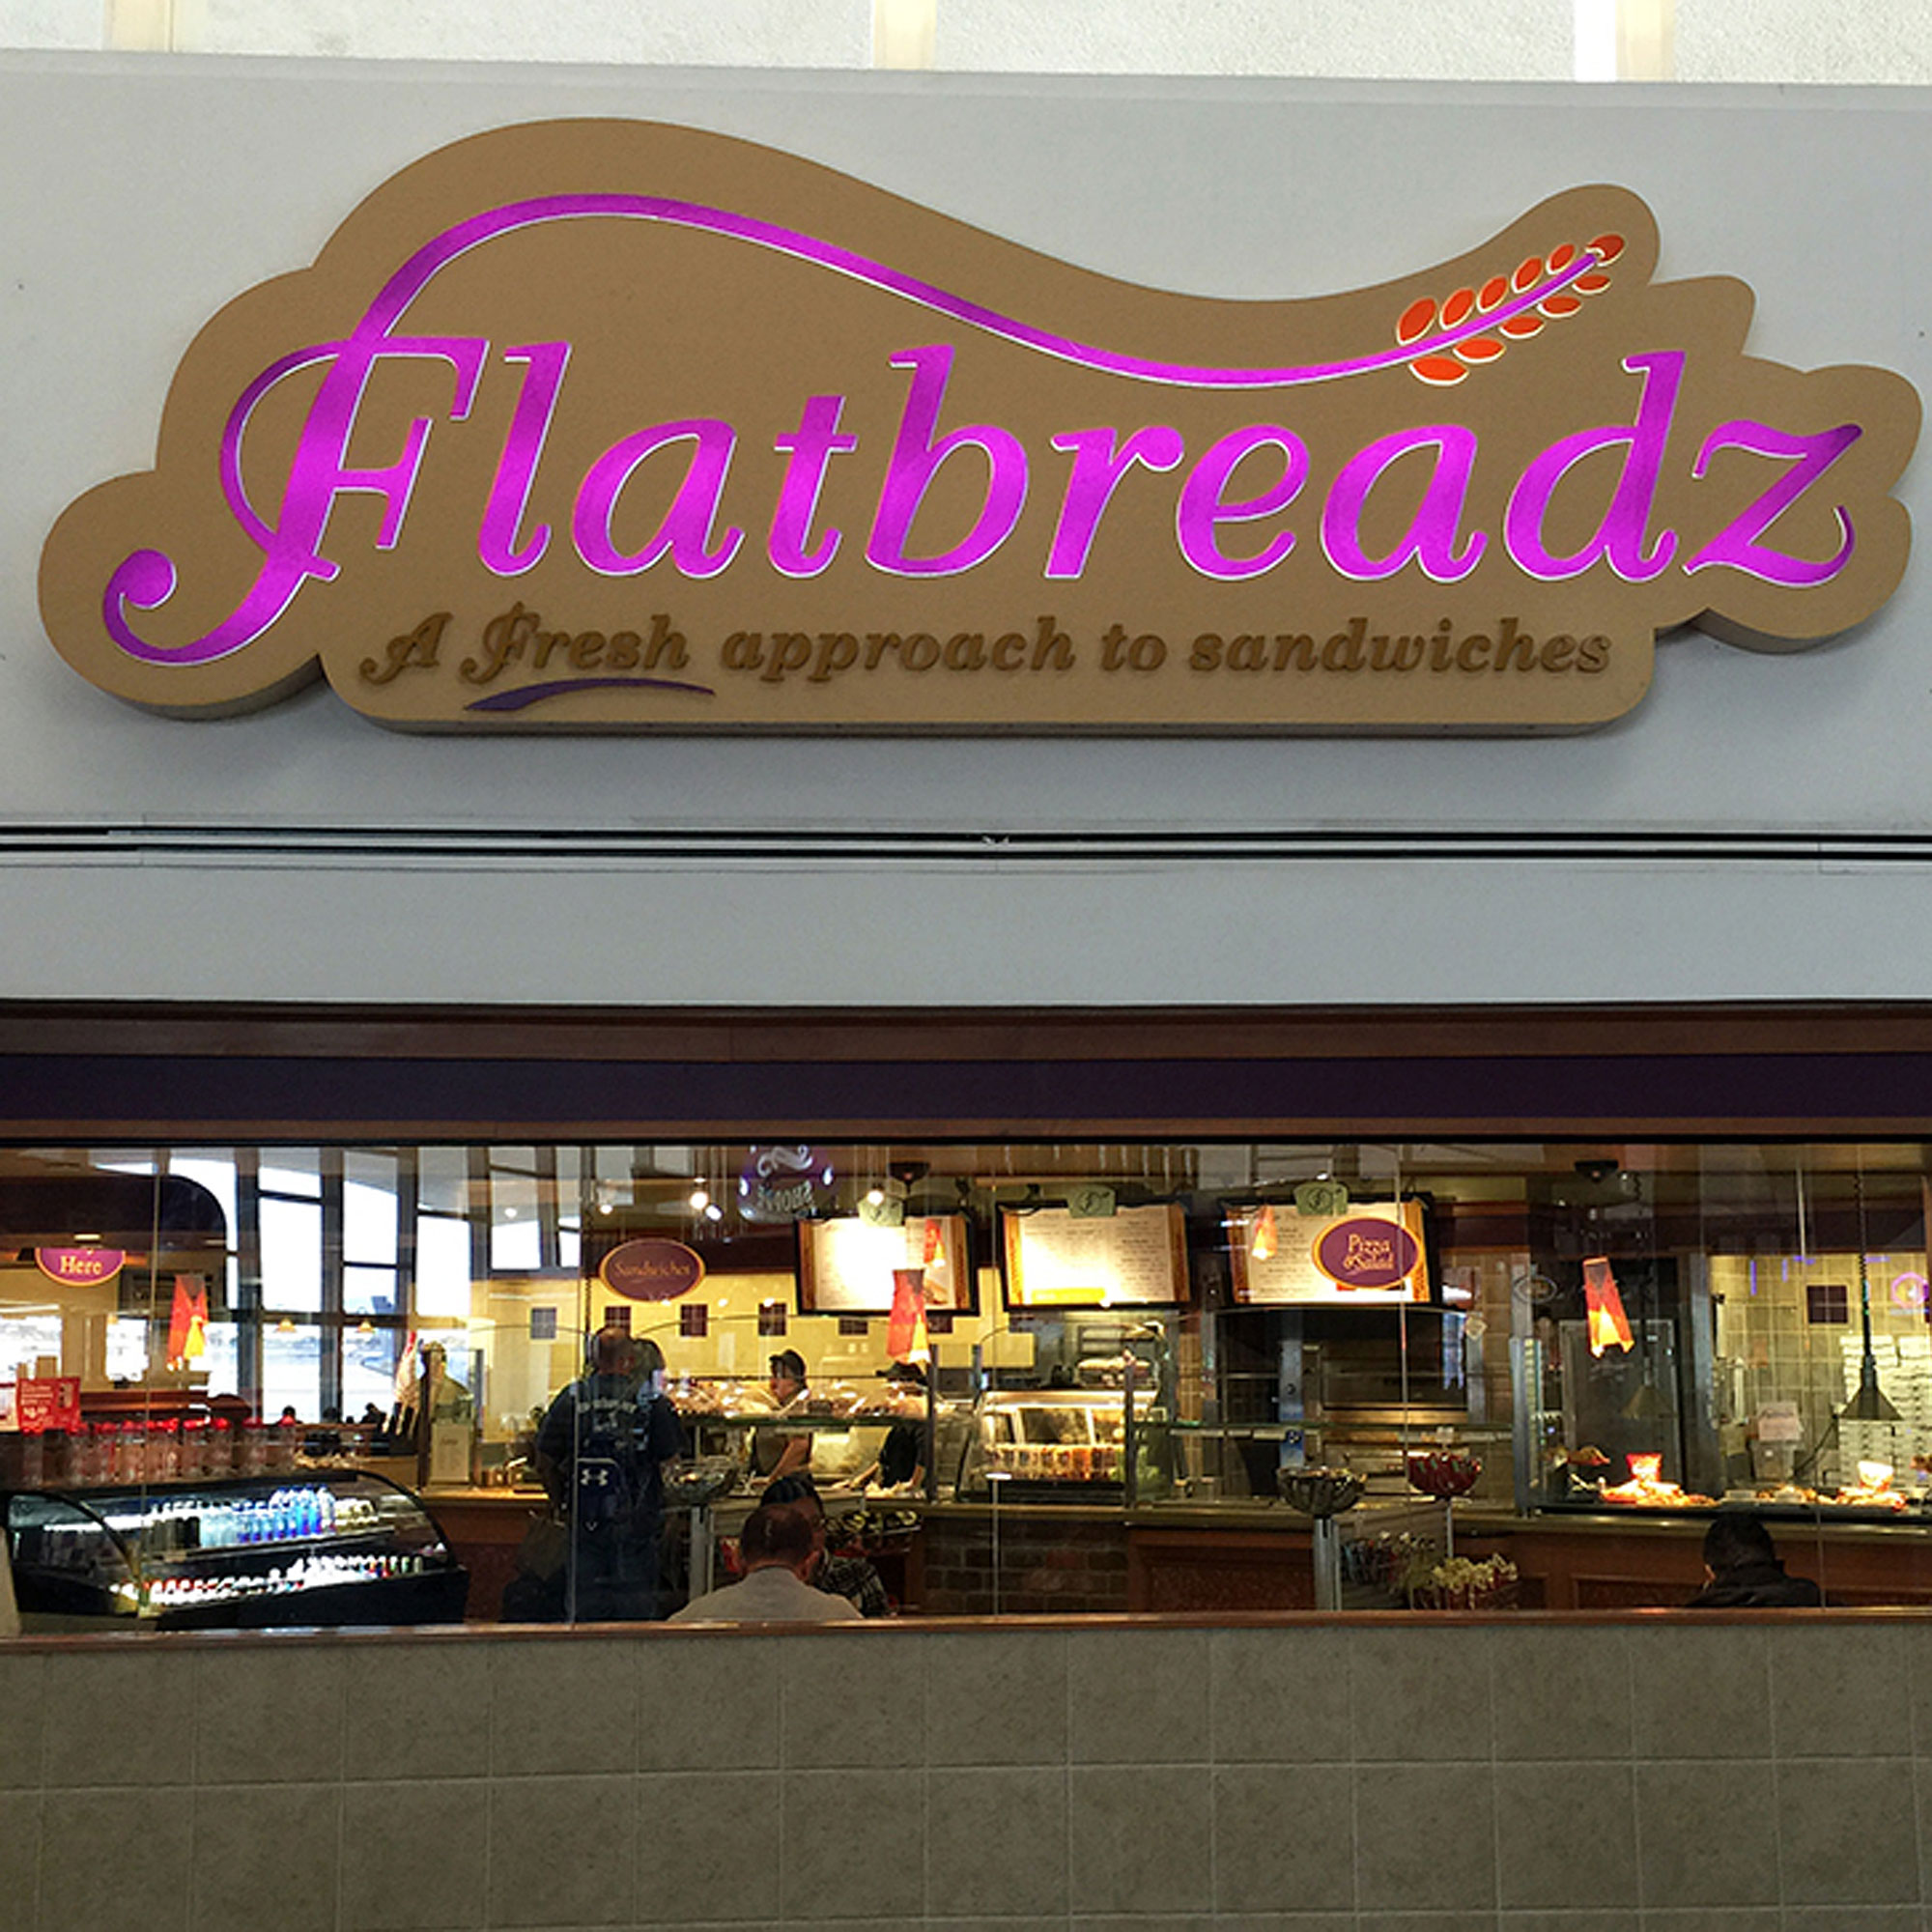 Flatbreadz
A Fresh approach to sandwiches
Here
Sandwiches
Pizza
& Salad